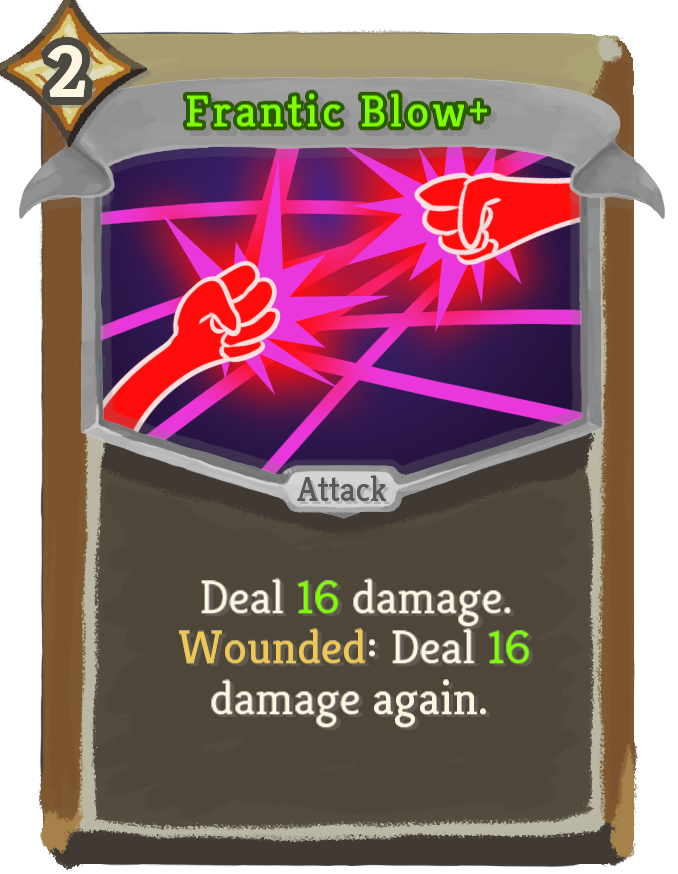 2
Frantic Blow+
Attack
Deal 16 damage.
Wounded: Deal 16
damage again.